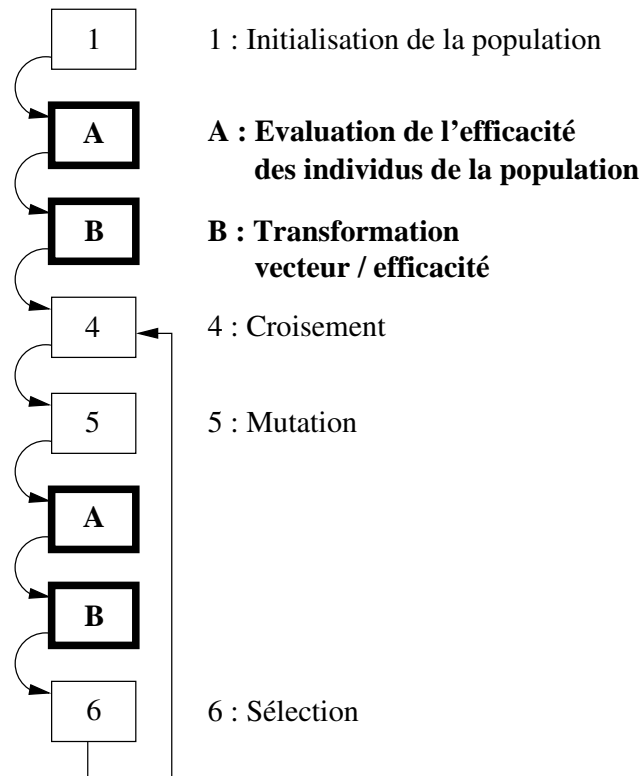 1 1 : Initialisation de la population
A A : Evaluation de l'efficacité
des individus de la population
B B : Transformation
vecteur / efficacité
4 4 : Croisement
5 5 : Mutation
A
B
6 6 : Sélection